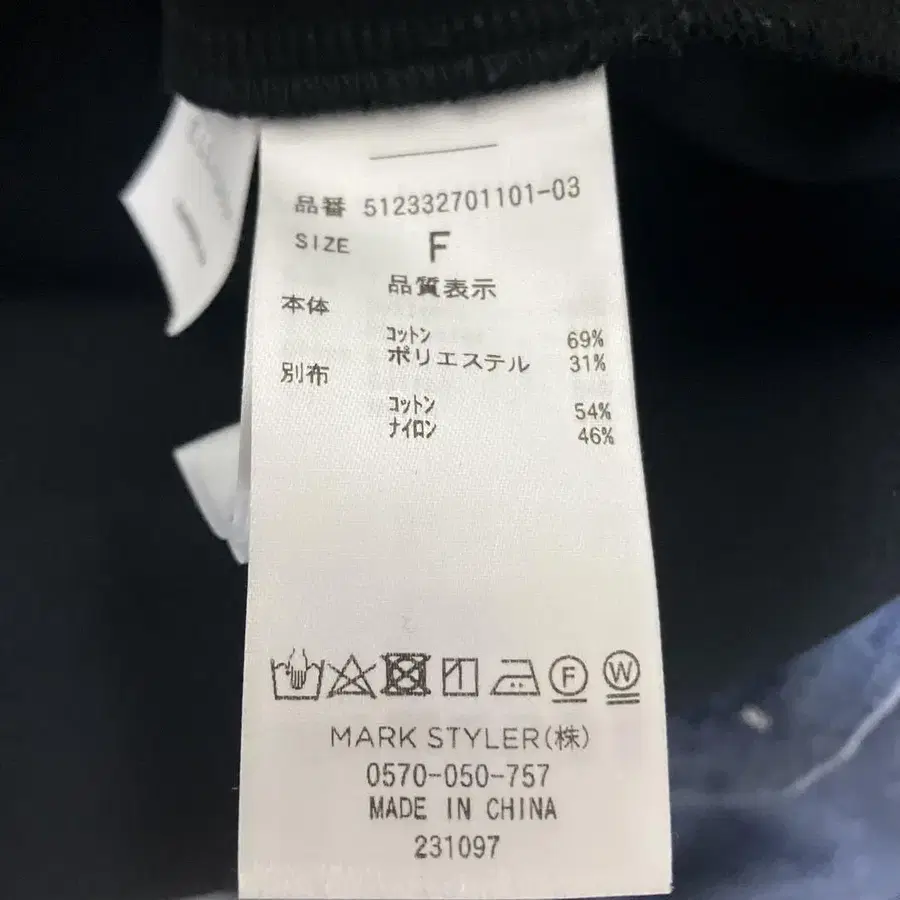 品番 512332701101-03
SIZE F
品質表示
本体
コットン 69%
ポリエステル 31%
別布
コットン 54%
ナイロン 46%
F W
MARK STYLER(株)
0570-050-757
MADE IN CHINA
231097